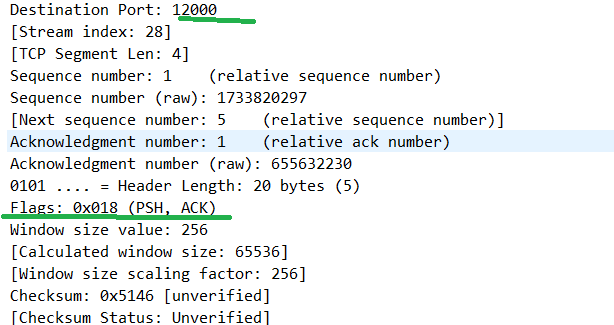 Destination Port: 12000
[Stream index: 28]
[TCP Segment Len: 4]
Sequence number: 1    (relative sequence number)
Sequence number (raw): 1733820297
[Next sequence number: 5    (relative sequence number)]
Acknowledgment number: 1    (relative ack number)
Acknowledgment number (raw): 655632230
0101 .... = Header Length: 20 bytes (5)
Flags: 0x018 (PSH, ACK)
Window size value: 256
[Calculated window size: 65536]
[Window size scaling factor: 256]
Checksum: 0x5146 [unverified]
[Checksum Status: Unverified]